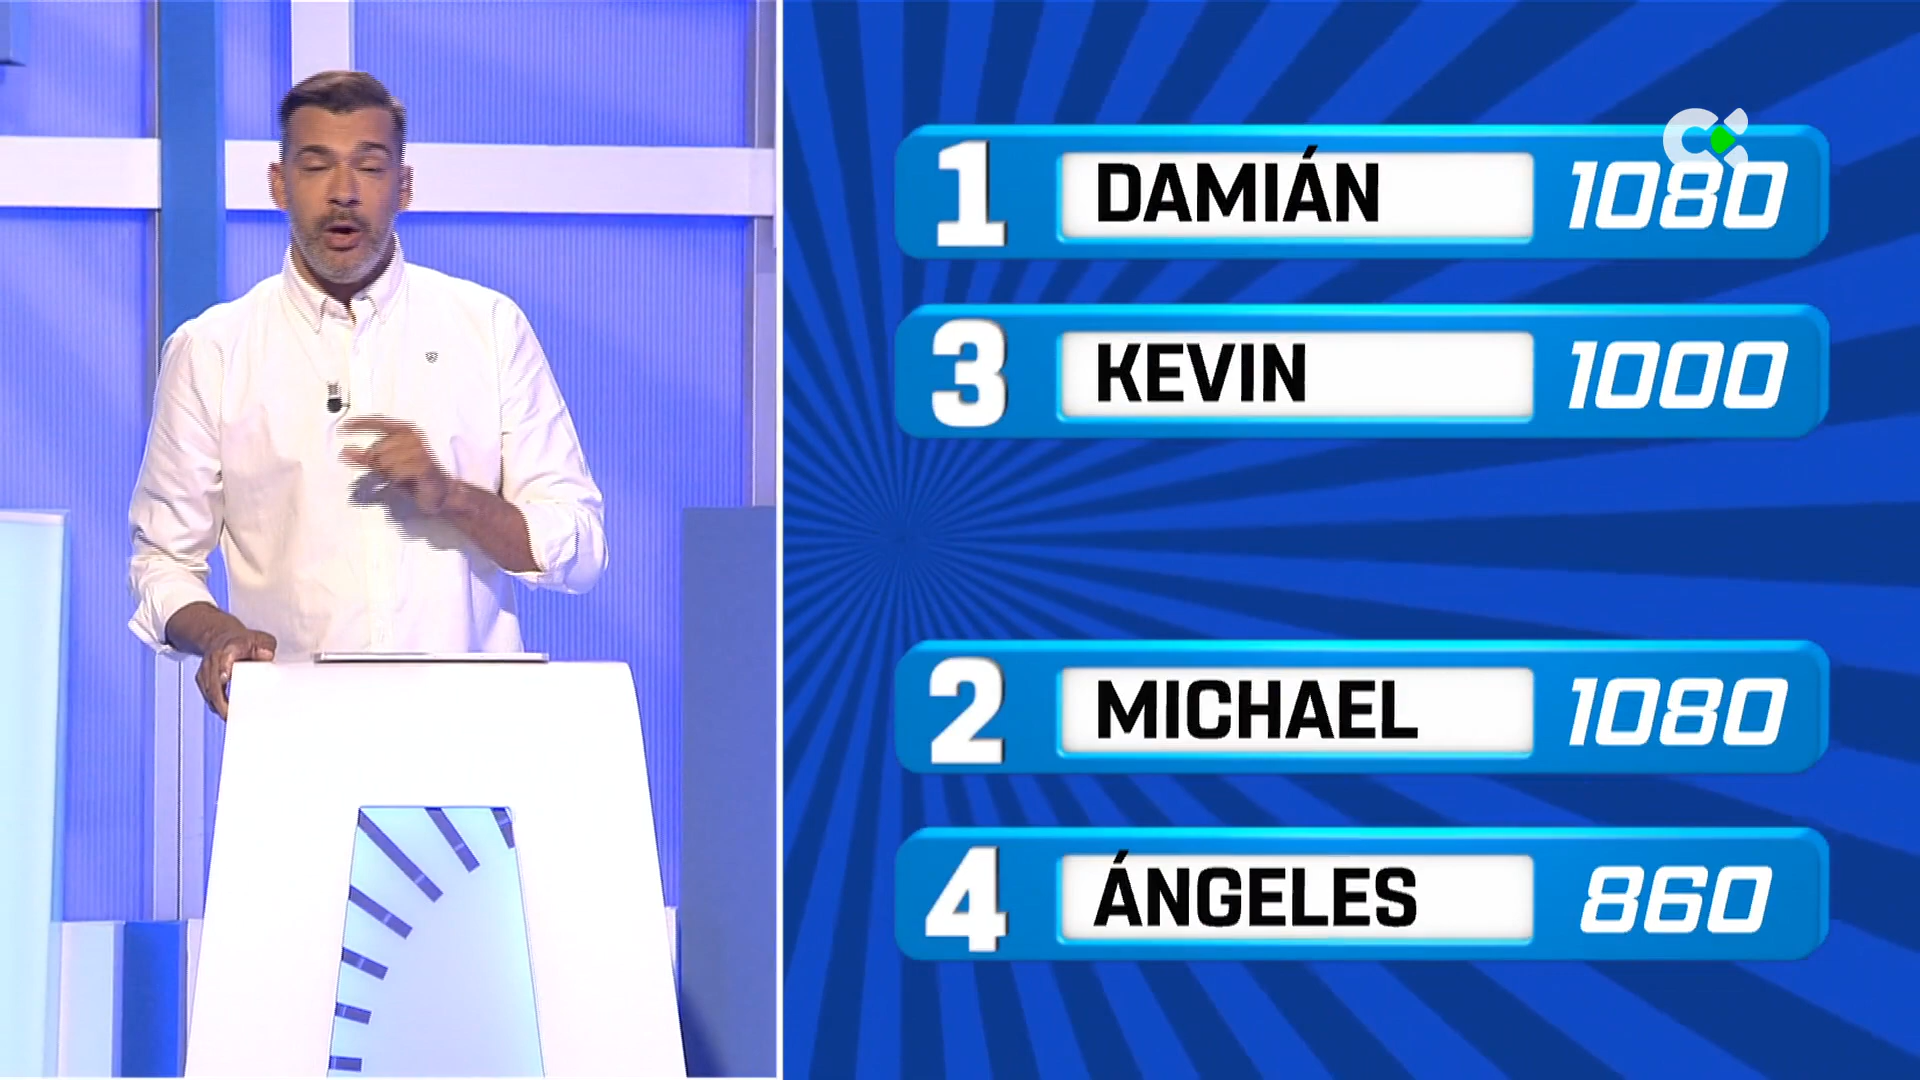 1 DAMIÁN 1080
3 KEVIN 1000
2 MICHAEL 1080
4 ÁNGELES 860